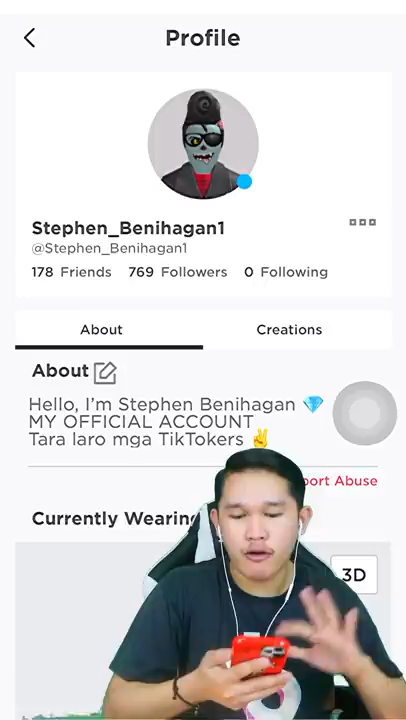 Profile
Stephen_Benihagan1
@Stephen_Benihagan1
178 Friends 769 Followers 0 Following
About Creations
About
Hello, I'm Stephen Benihagan 💎
MY OFFICIAL ACCOUNT
Tara laro mga TikTokers ✌️
ort Abuse
Currently Wearing
3D